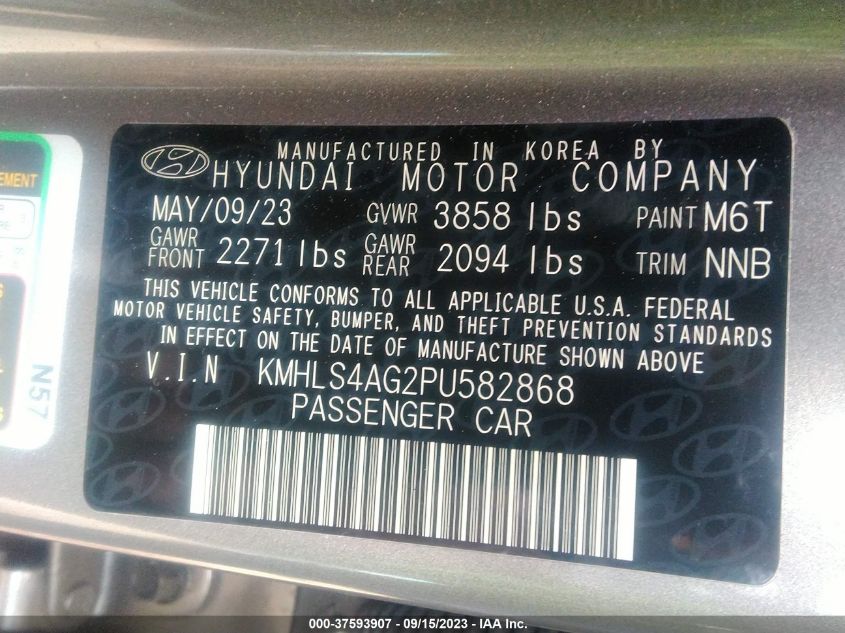 MANUFACTURED IN KOREA BY
HYUNDAI MOTOR COMPANY
MAY/09/23 GVWR 3858 lbs PAINT M6T
GAWR FRONT 2271 lbs GAWR REAR 2094 lbs TRIM NNB
THIS VEHICLE CONFORMS TO ALL APPLICABLE U.S.A. FEDERAL
MOTOR VEHICLE SAFETY, BUMPER, AND THEFT PREVENTION STANDARDS
IN EFFECT ON THE DATE OF MANUFACTURE SHOWN ABOVE
V.I.N KMHLS4AG2PU582868
PASSENGER CAR
N57
000-37593907 - 09/15/2023 - IAA Inc.